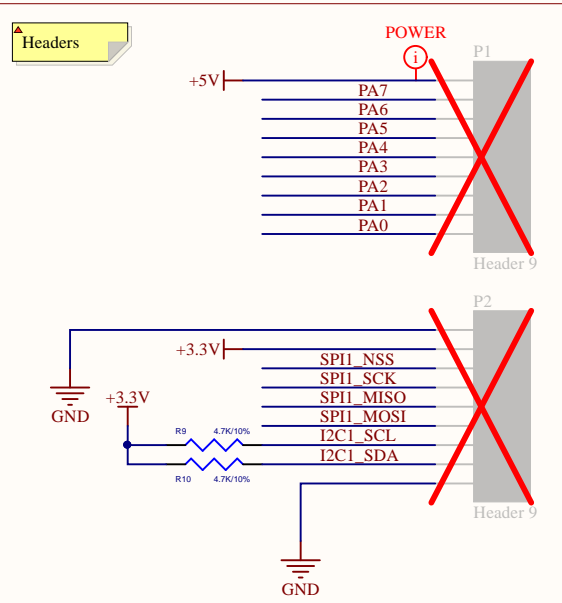 Headers
POWER
i
P1
+5V
PA7
PA6
PA5
PA4
PA3
PA2
PA1
PA0
Header 9
P2
+3.3V
SPI1_NSS
SPI1_SCK
SPI1_MISO
SPI1_MOSI
I2C1_SCL
I2C1_SDA
GND
+3.3V
R9 4.7K/10%
R10 4.7K/10%
Header 9
GND